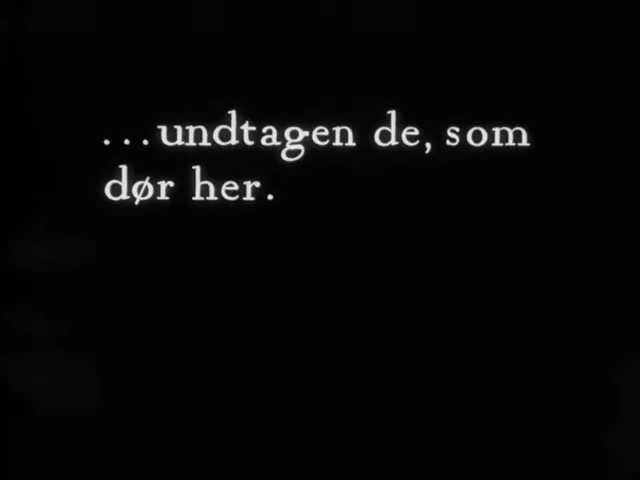 ...undtagen de, som
dør her.